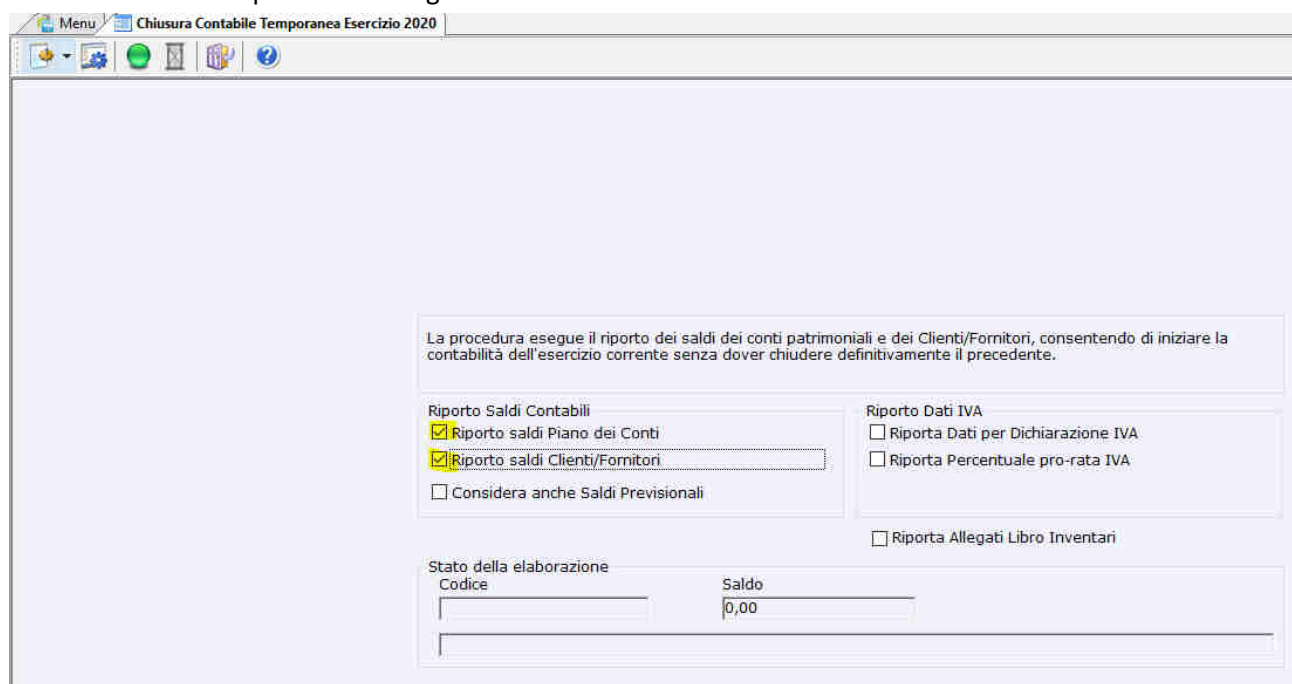 Menu
Chiusura Contabile Temporanea Esercizio 2020
La procedura esegue il riporto dei saldi dei conti patrimoniali e dei Clienti/Fornitori, consentendo di iniziare la
contabilità dell'esercizio corrente senza dover chiudere definitivamente il precedente.
Riporto Saldi Contabili
Riporto saldi Piano dei Conti
Riporto saldi Clienti/Fornitori
Considera anche Saldi Previsionali
Riporto Dati IVA
Riporta Dati per Dichiarazione IVA
Riporta Percentuale pro-rata IVA
Riporta Allegati Libro Inventari
Stato della elaborazione
Codice
Saldo
0,00